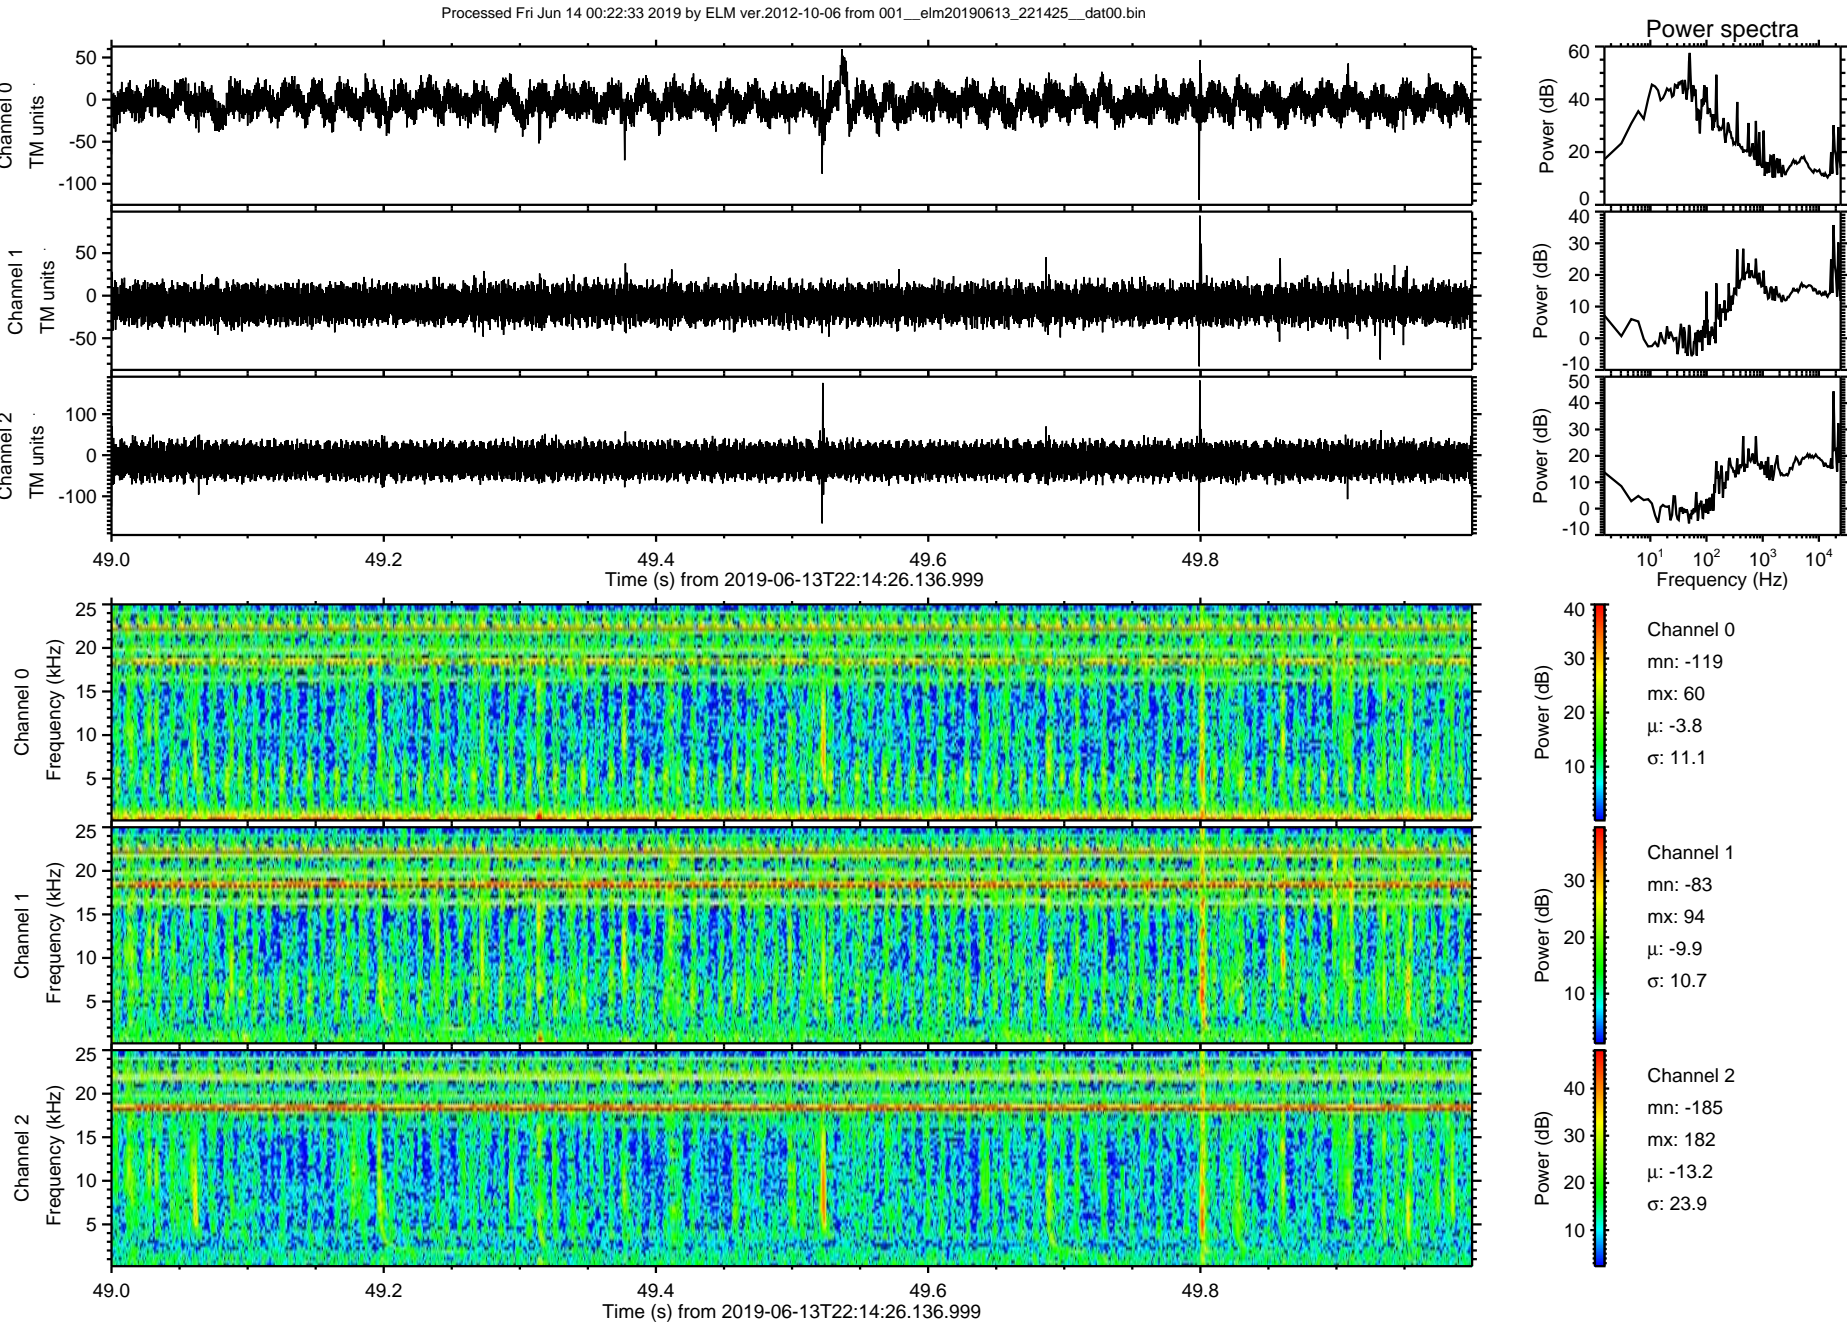 Processed Fri Jun 14 00:22:33 2019 by ELM ver.2012-10-06 from 001__elm20190613_221425__dat00.bin
Power spectra
Channel 0
TM units
50
0
-50
-100
Power (dB)
60
40
20
0
Channel 1
TM units
50
0
-50
Power (dB)
40
30
20
10
0
-10
Channel 2
TM units
100
0
-100
Power (dB)
50
40
30
20
10
0
-10
49.0 49.2 49.4 49.6 49.8
Time (s) from 2019-06-13T22:14:26.136.999
10^1 10^2 10^3 10^4
Frequency (Hz)
Channel 0
Frequency (kHz)
25
20
15
10
5
Power (dB)
40
30
20
10
Channel 0
mn: -119
mx: 60
μ: -3.8
σ: 11.1
Channel 1
Frequency (kHz)
25
20
15
10
5
Power (dB)
30
20
10
Channel 1
mn: -83
mx: 94
μ: -9.9
σ: 10.7
Channel 2
Frequency (kHz)
25
20
15
10
5
Power (dB)
40
30
20
10
Channel 2
mn: -185
mx: 182
μ: -13.2
σ: 23.9
49.0 49.2 49.4 49.6 49.8
Time (s) from 2019-06-13T22:14:26.136.999